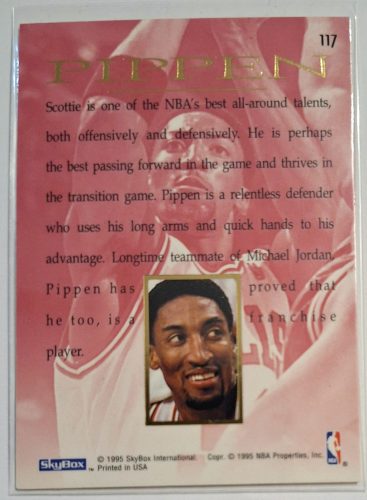 117
PIPPEN
Scottie is one of the NBA's best all-around talents,
both offensively and defensively. He is perhaps
the best passing forward in the game and thrives in
the transition game. Pippen is a relentless defender
who uses his long arms and quick hands to his
advantage. Longtime teammate of Michael Jordan,
Pippen has proved that
he too, is a franchise
player.
SkyBox™ © 1995 SkyBox International. Copr. © 1995 NBA Properties, Inc. NBA ®
Printed in USA